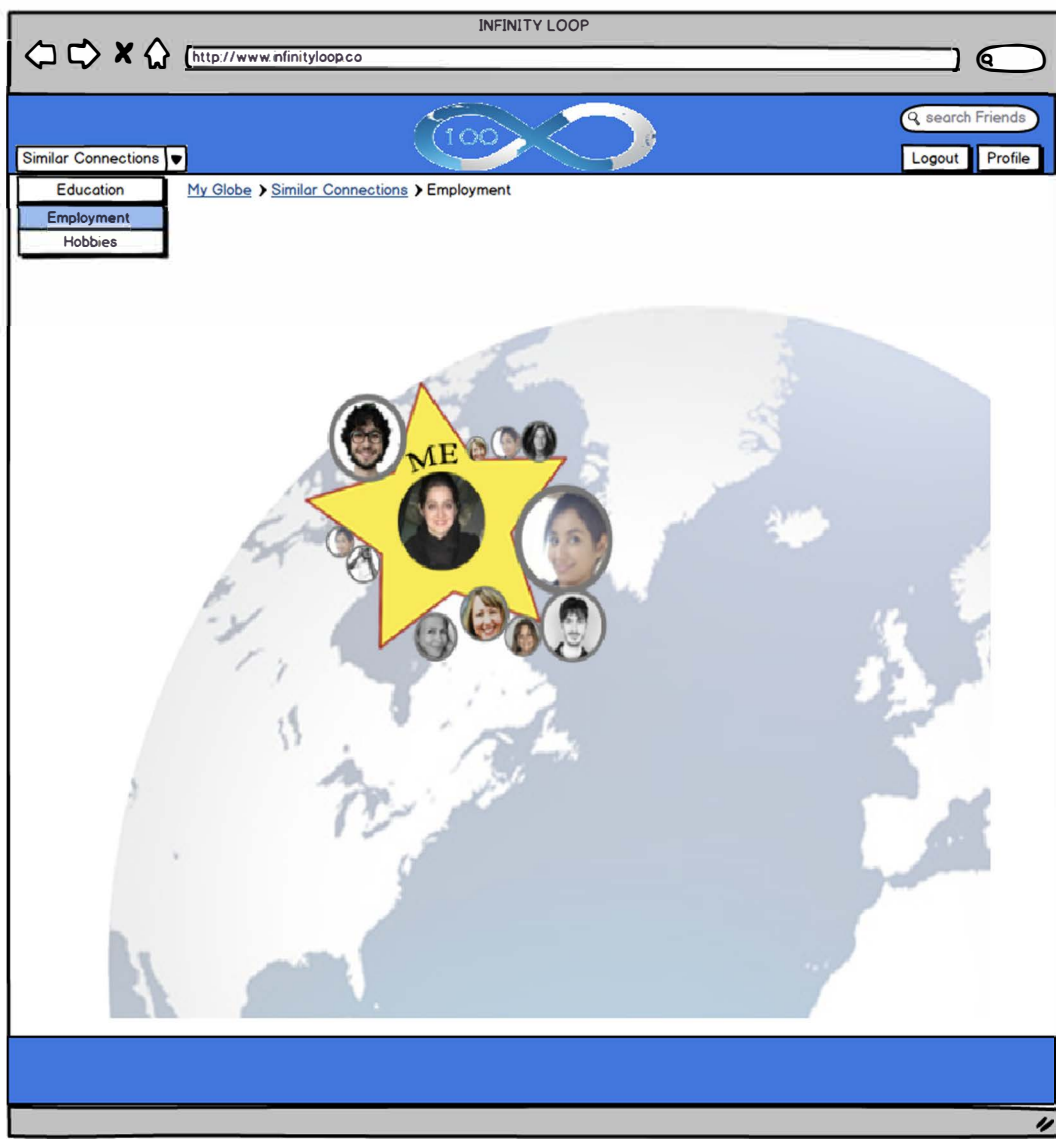 INFINITY LOOP
http://www.infinityloop.co
100
search Friends
Similar Connections
Logout Profile
Education
My Globe > Similar Connections > Employment
Employment
Hobbies
ME